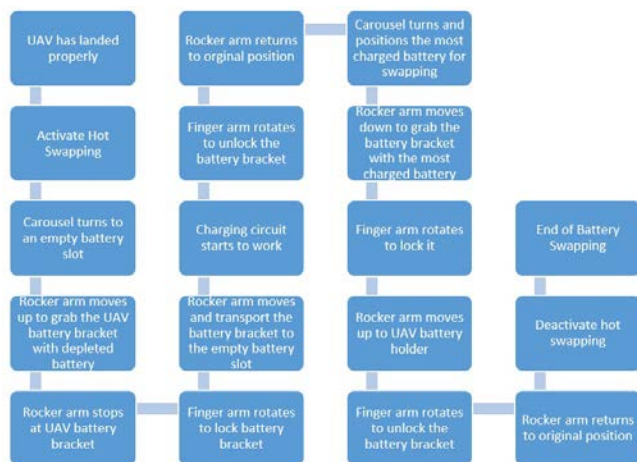 UAV has landed
properly
Activate Hot
Swapping
Carousel turns to
an empty battery
slot
Rocker arm moves
up to grab the UAV
battery bracket
with depleted
battery
Rocker arm stops
at UAV battery
bracket
Finger arm rotates
to lock battery
bracket
Rocker arm moves
and transport the
battery bracket to
the empty battery
slot
Charging circuit
starts to work
Finger arm rotates
to unlock the
battery bracket
Rocker arm returns
to orginal position
Carousel turns and
positions the most
charged battery for
swapping
Rocker arm moves
down to grab the
battery bracket
with the most
charged battery
Finger arm rotates
to lock it
Rocker arm moves
up to UAV battery
holder
Finger arm rotates
to unlock the
battery bracket
Rocker arm returns
to original position
Deactivate hot
swapping
End of Battery
Swapping